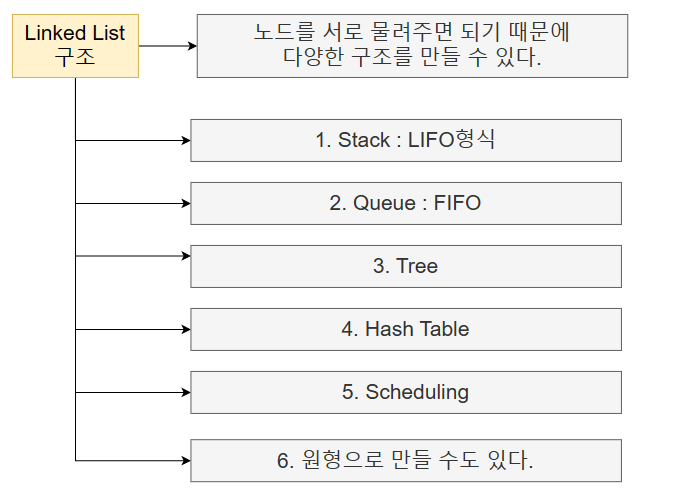 Linked List
구조
노드를 서로 물려주면 되기 때문에
다양한 구조를 만들 수 있다.
1. Stack : LIFO형식
2. Queue : FIFO
3. Tree
4. Hash Table
5. Scheduling
6. 원형으로 만들 수도 있다.